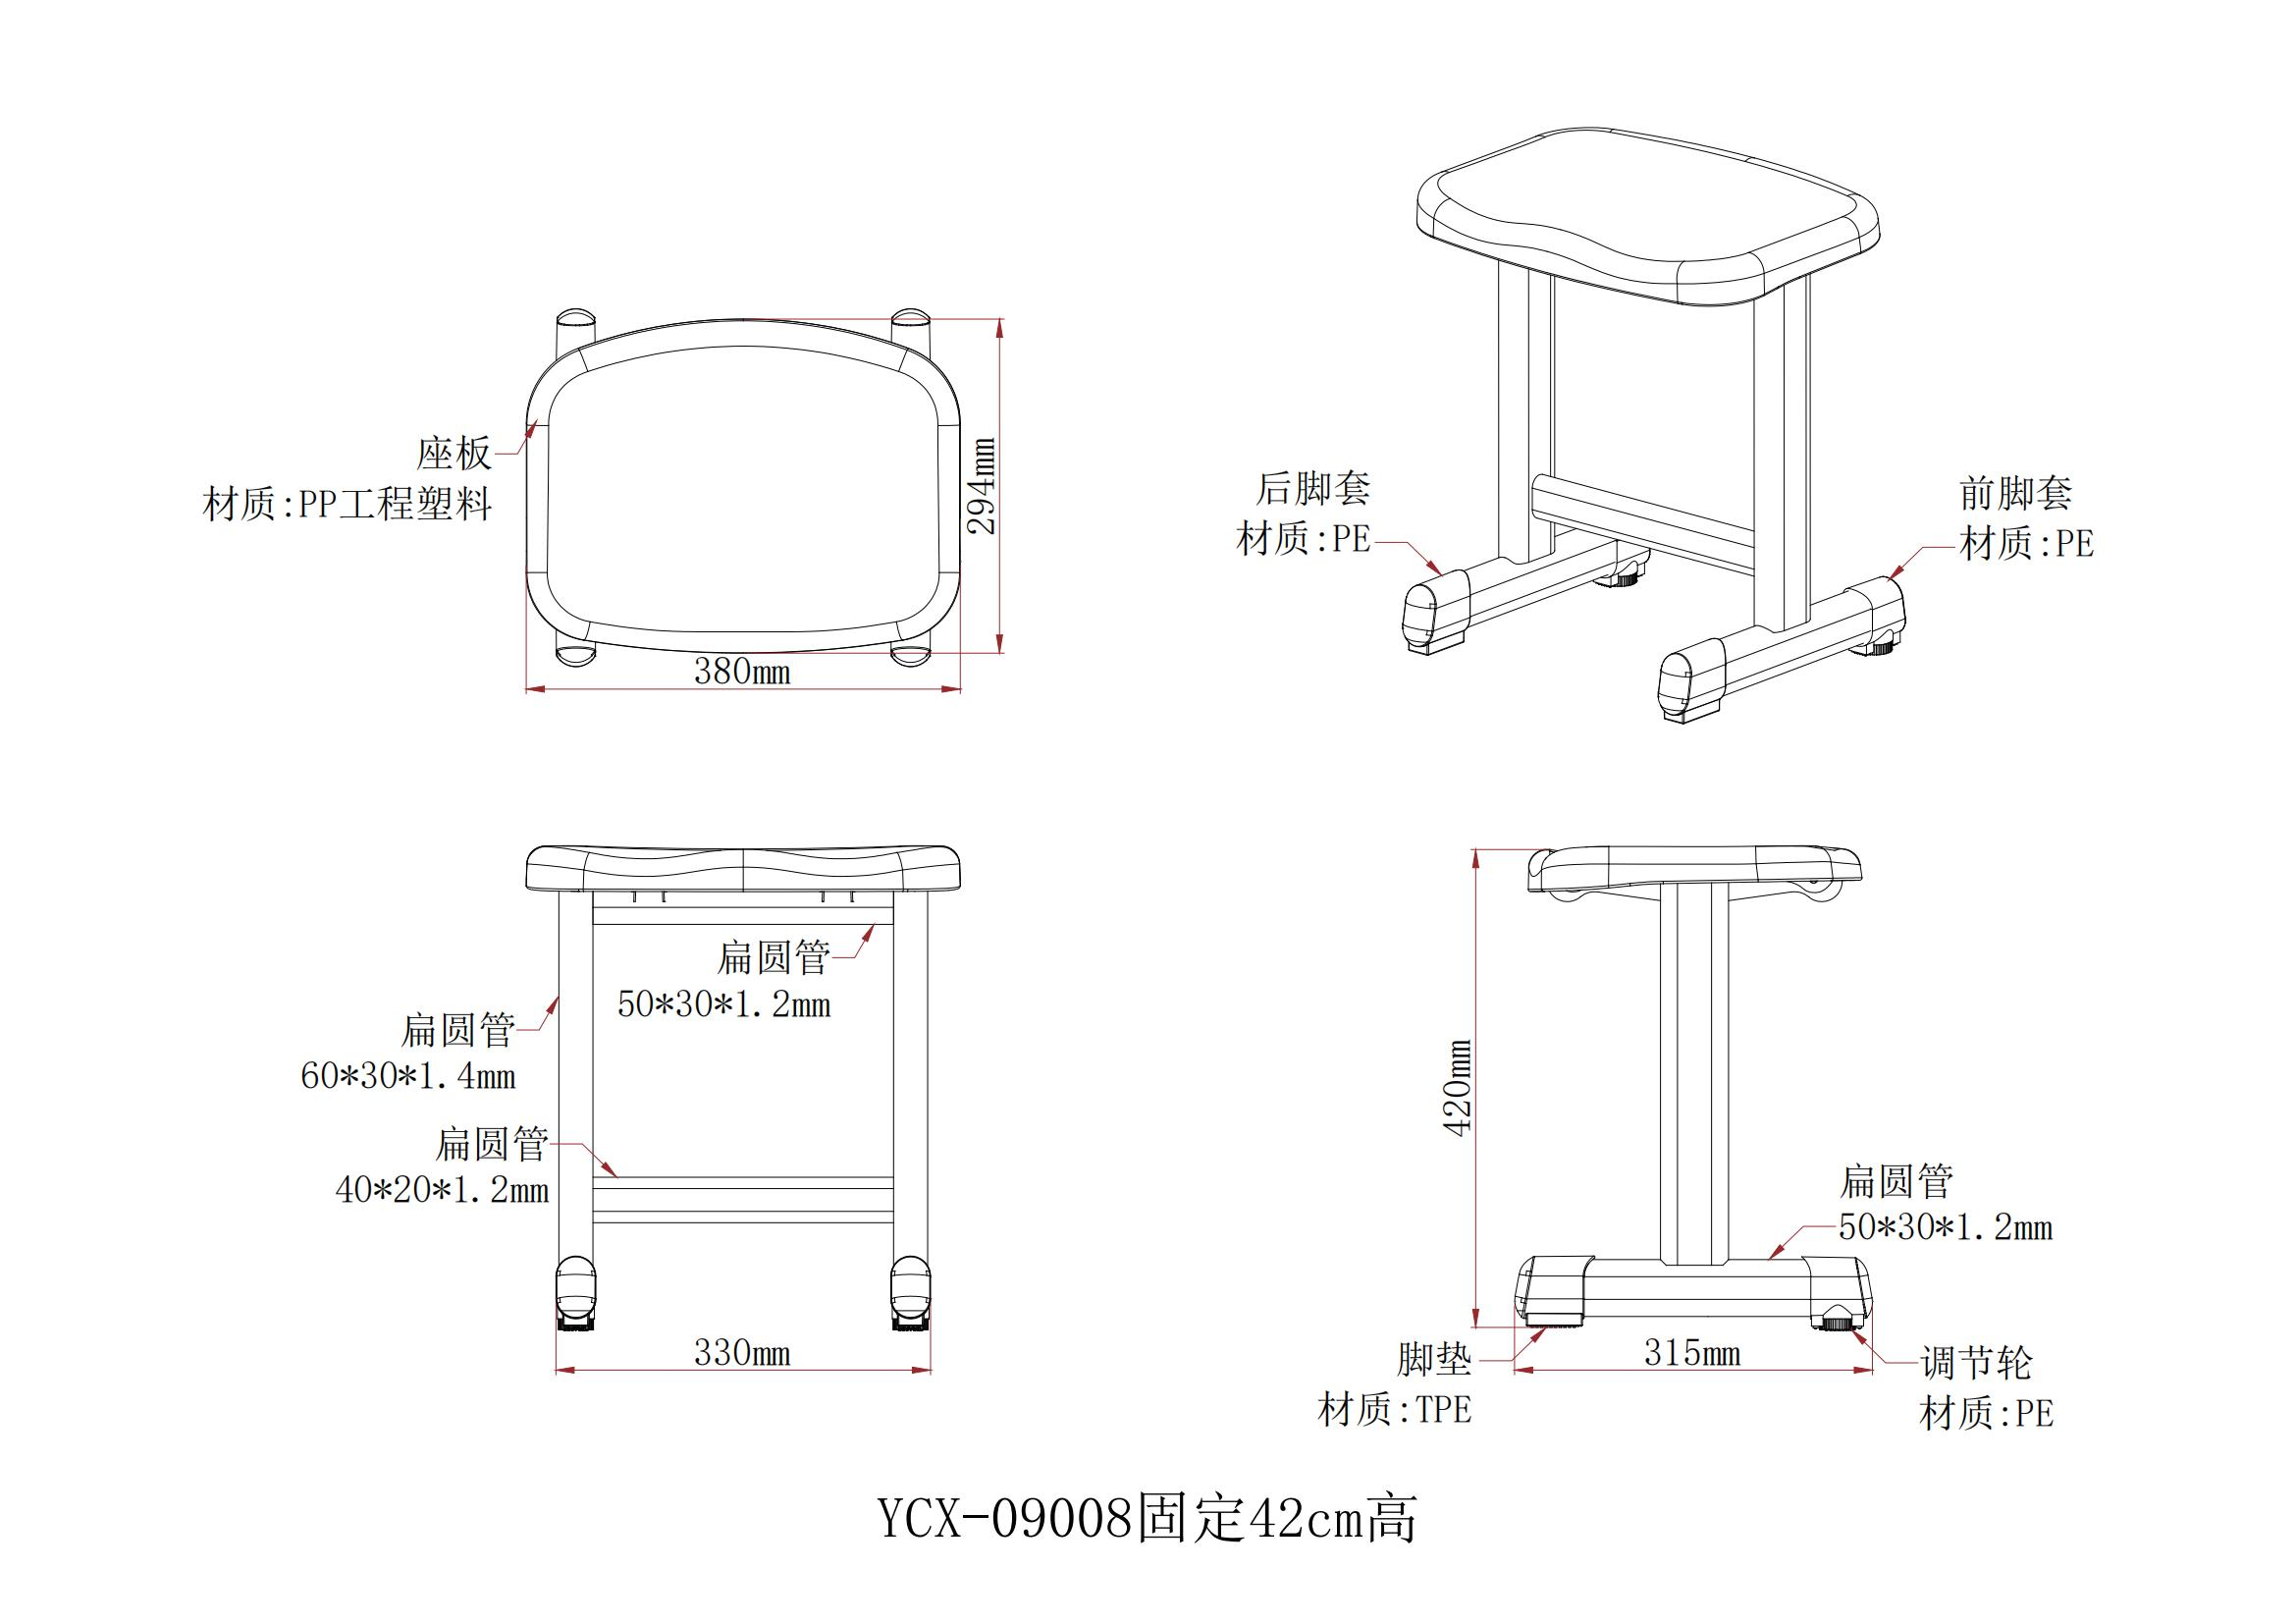 座板
材质:PP工程塑料
294mm
380mm
后脚套
材质:PE
前脚套
材质:PE
扁圆管
50*30*1.2mm
扁圆管
60*30*1.4mm
扁圆管
40*20*1.2mm
330mm
420mm
扁圆管
50*30*1.2mm
脚垫
材质:TPE
315mm
调节轮
材质:PE
YCX-09008固定42cm高